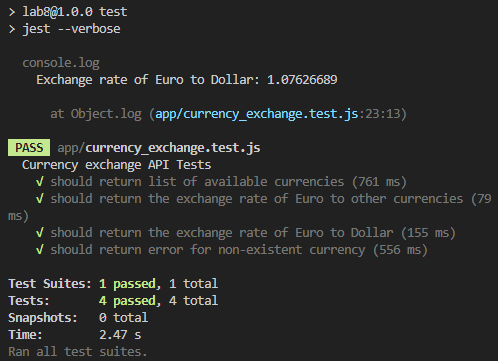 > lab8@1.0.0 test
> jest --verbose
console.log
Exchange rate of Euro to Dollar: 1.07626689
at Object.log (app/currency_exchange.test.js:23:13)
PASS app/currency_exchange.test.js
Currency exchange API Tests
√ should return list of available currencies (761 ms)
√ should return the exchange rate of Euro to other currencies (79
ms)
√ should return the exchange rate of Euro to Dollar (155 ms)
√ should return error for non-existent currency (556 ms)
Test Suites: 1 passed, 1 total
Tests: 4 passed, 4 total
Snapshots: 0 total
Time: 2.47 s
Ran all test suites.